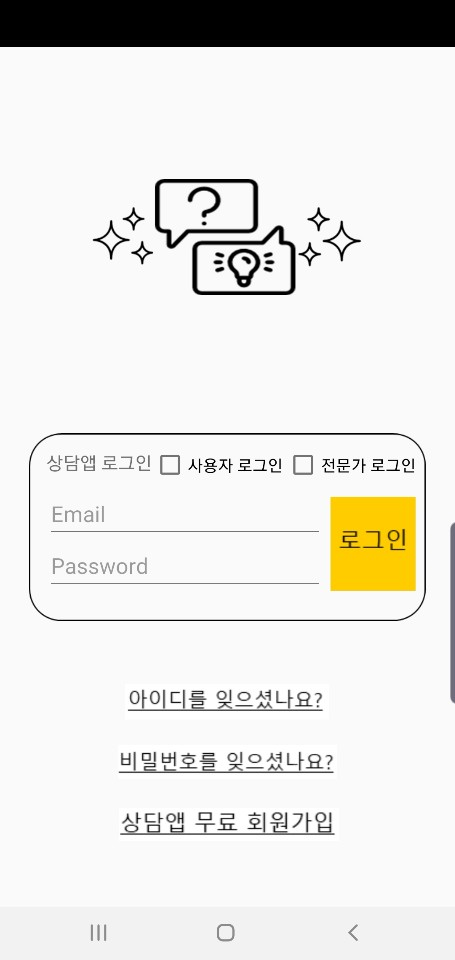 ?
상담앱 로그인 사용자 로그인 전문가 로그인
Email
Password
로그인
아이디를 잊으셨나요?
비밀번호를 잊으셨나요?
상담앱 무료 회원가입